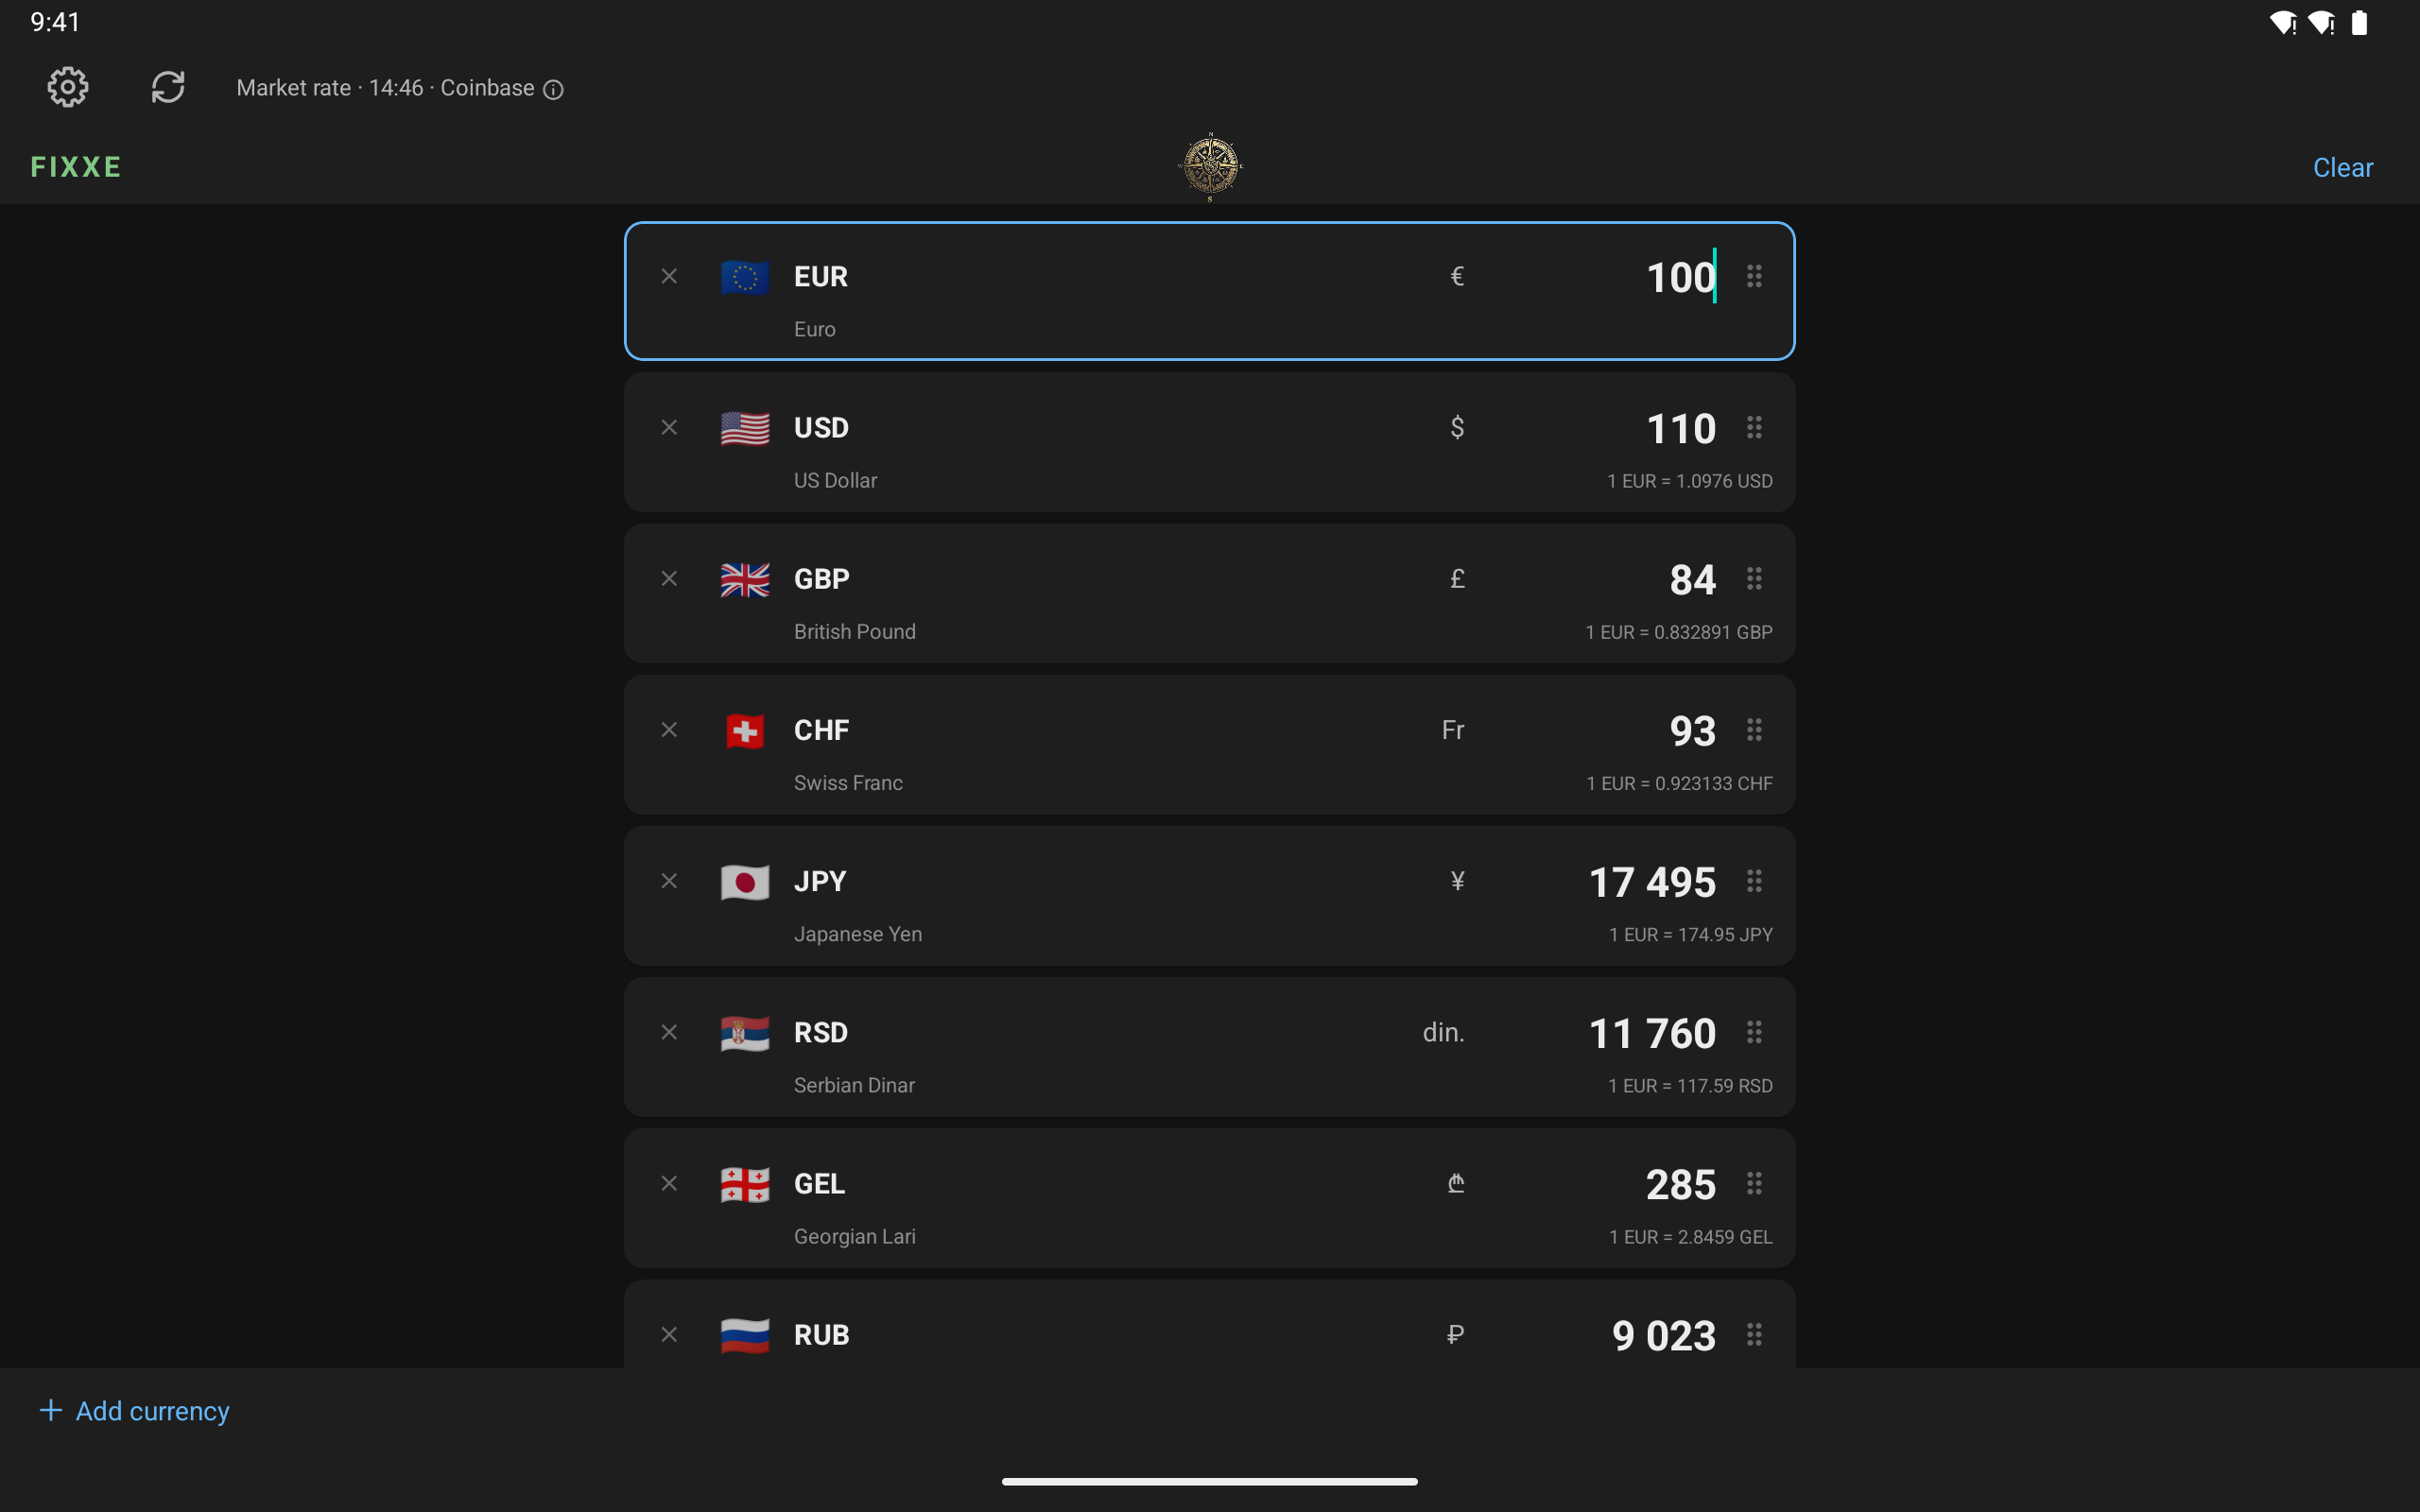 9:41
Market rate · 14:46 · Coinbase
FIXXE
N
S
Clear
EUR € 100
Euro
USD $ 110
US Dollar 1 EUR = 1.0976 USD
GBP £ 84
British Pound 1 EUR = 0.832891 GBP
CHF Fr 93
Swiss Franc 1 EUR = 0.923133 CHF
JPY ¥ 17 495
Japanese Yen 1 EUR = 174.95 JPY
RSD din. 11 760
Serbian Dinar 1 EUR = 117.59 RSD
GEL ₾ 285
Georgian Lari 1 EUR = 2.8459 GEL
RUB ₽ 9 023
+ Add currency